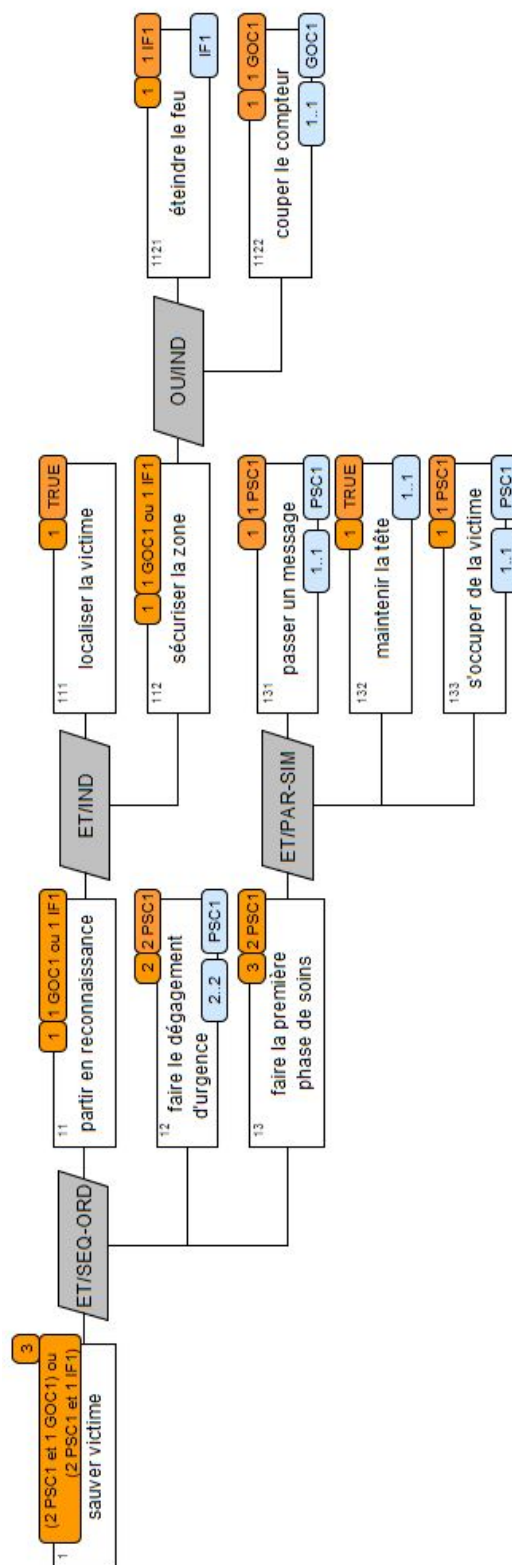 3
(2 PSC1 et 1 GOC1) ou
(2 PSC1 et 1 IF1)
1
sauver victime
ET/SEQ-ORD
1
1 GOC1 ou 1 IF1
11
partir en reconnaissance
2
2 PSC1
12
faire le dégagement
d'urgence
2..2
PSC1
3
2 PSC1
13
faire la première
phase de soins
ET/IND
1
TRUE
111
localiser la victime
1
1 GOC1 ou 1 IF1
112
sécuriser la zone
ET/PAR-SIM
1
1 PSC1
131
passer un message
1..1
PSC1
1
TRUE
132
maintenir la tête
1..1
1
1 PSC1
133
s'occuper de la victime
1..1
PSC1
OU/IND
1
1 IF1
1121
éteindre le feu
IF1
1
1 GOC1
1122
couper le compteur
1..1
GOC1